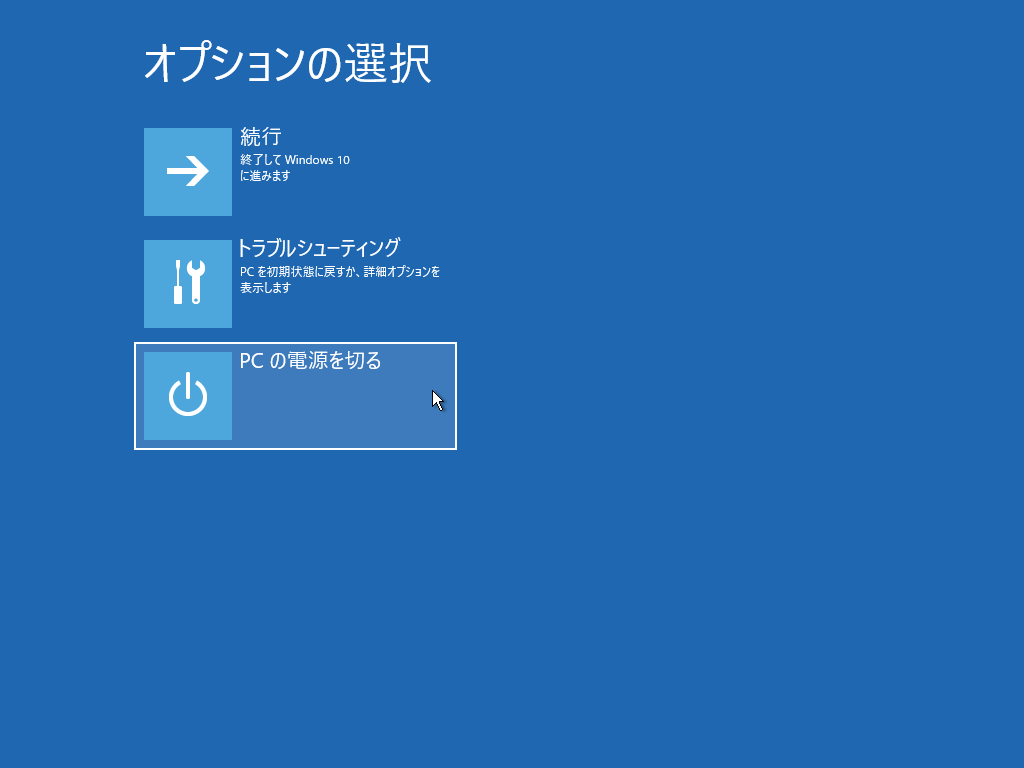 オプションの選択
続行
終了して Windows 10
に進みます
トラブルシューティング
PC を初期状態に戻すか、詳細オプションを
表示します
PC の電源を切る